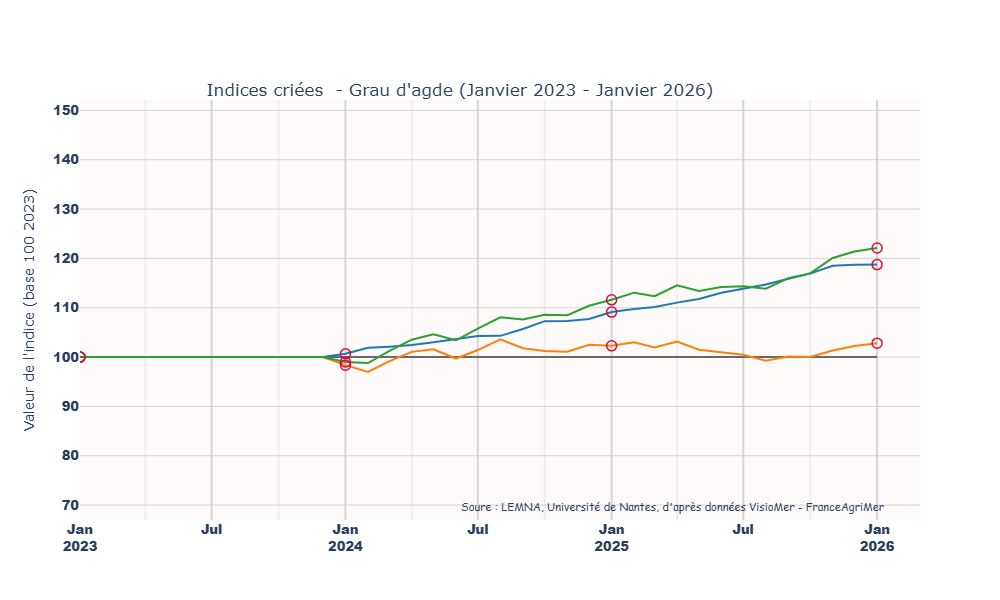 Indices criées  - Grau d'agde (Janvier 2023 - Janvier 2026)
Valeur de l'indice (base 100 2023)
150
140
130
120
110
100
90
80
70
Soure : LEMNA, Université de Nantes, d'après données VisioMer - FranceAgriMer
Jan Jul Jan Jul Jan Jul Jan
2023 2024 2025 2026